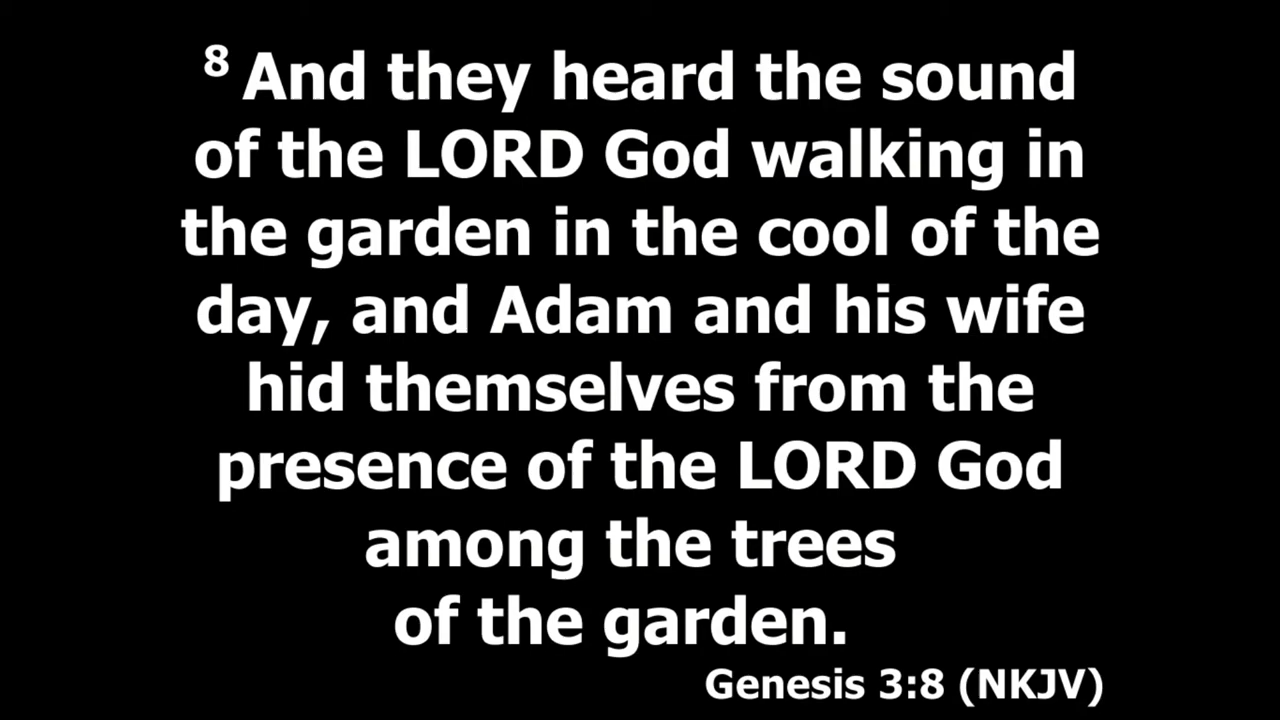 8 And they heard the sound
of the LORD God walking in
the garden in the cool of the
day, and Adam and his wife
hid themselves from the
presence of the LORD God
among the trees
of the garden.
Genesis 3:8 (NKJV)